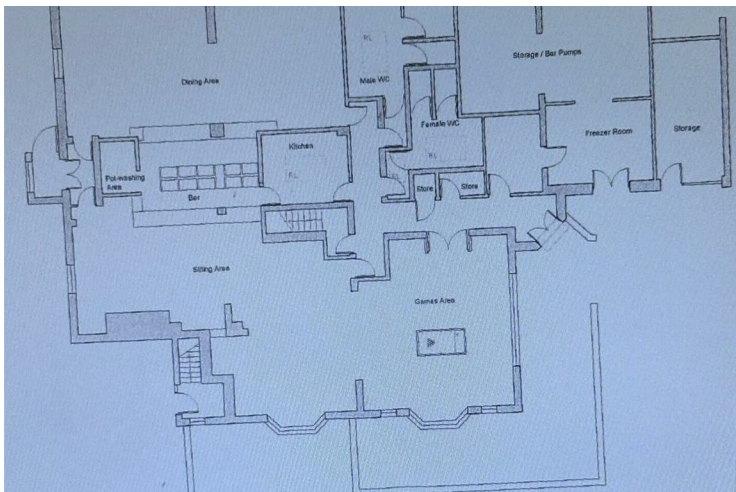 Storage / Bar Pumps
Dining Area
Male WC
Female WC
Freezer Room
Storage
Kitchen
Pot-washing
Area
Bar
Store
Store
Sitting Area
Games Area